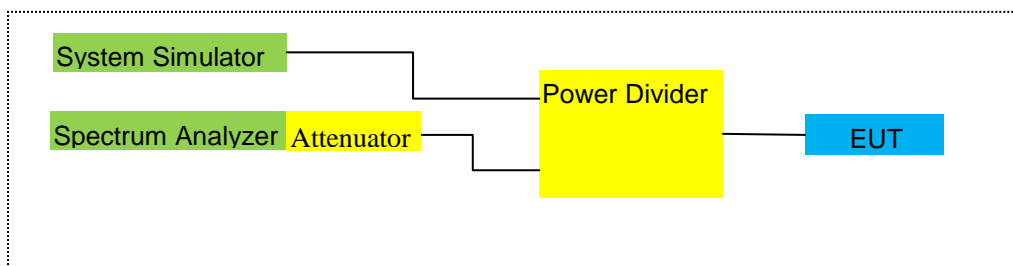 System Simulator
Power Divider
Spectrum Analyzer
Attenuator
EUT